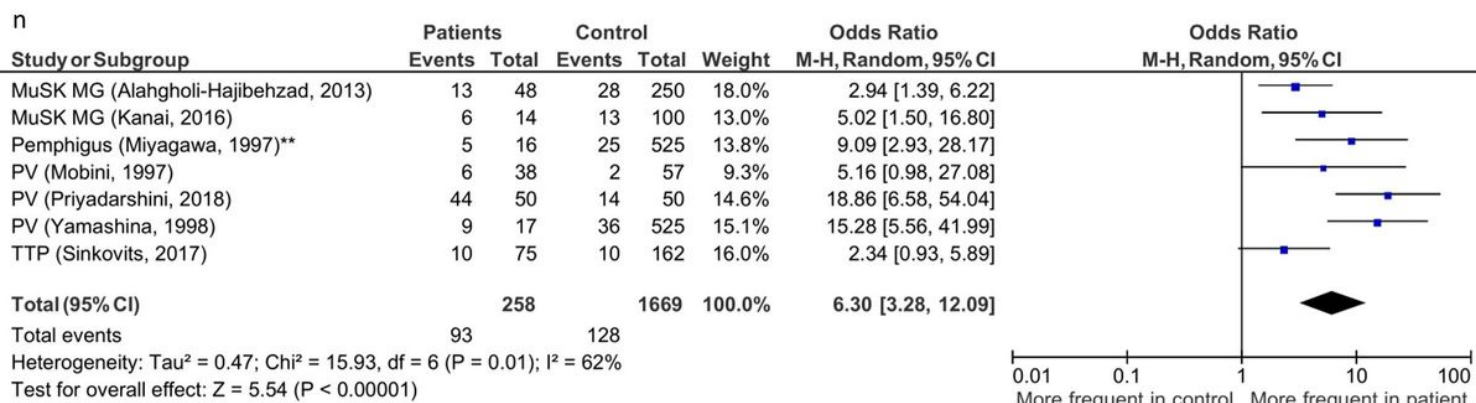 n
Patients Control Odds Ratio Odds Ratio
Study or Subgroup Events Total Events Total Weight M-H, Random, 95% CI M-H, Random, 95% CI
MuSK MG (Alahgholi-Hajibehzad, 2013) 13 48 28 250 18.0% 2.94 [1.39, 6.22]
MuSK MG (Kanai, 2016) 6 14 13 100 13.0% 5.02 [1.50, 16.80]
Pemphigus (Miyagawa, 1997)** 5 16 25 525 13.8% 9.09 [2.93, 28.17]
PV (Mobini, 1997) 6 38 2 57 9.3% 5.16 [0.98, 27.08]
PV (Priyadarshini, 2018) 44 50 14 50 14.6% 18.86 [6.58, 54.04]
PV (Yamashina, 1998) 9 17 36 525 15.1% 15.28 [5.56, 41.99]
TTP (Sinkovits, 2017) 10 75 10 162 16.0% 2.34 [0.93, 5.89]
Total (95% CI) 258 1669 100.0% 6.30 [3.28, 12.09]
Total events 93 128
Heterogeneity: Tau² = 0.47; Chi² = 15.93, df = 6 (P = 0.01); I² = 62%
Test for overall effect: Z = 5.54 (P < 0.00001)
0.01 0.1 1 10 100
More frequent in control More frequent in patient